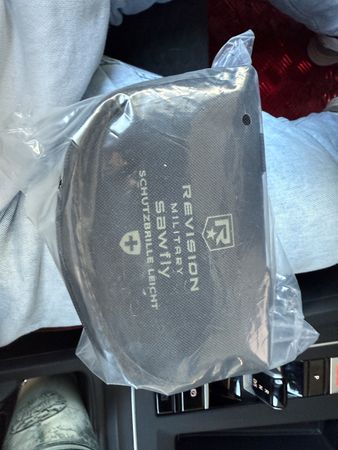 R
REVISION
MILITARY
sawfly
SCHUTZBRILLE LEICHT
P